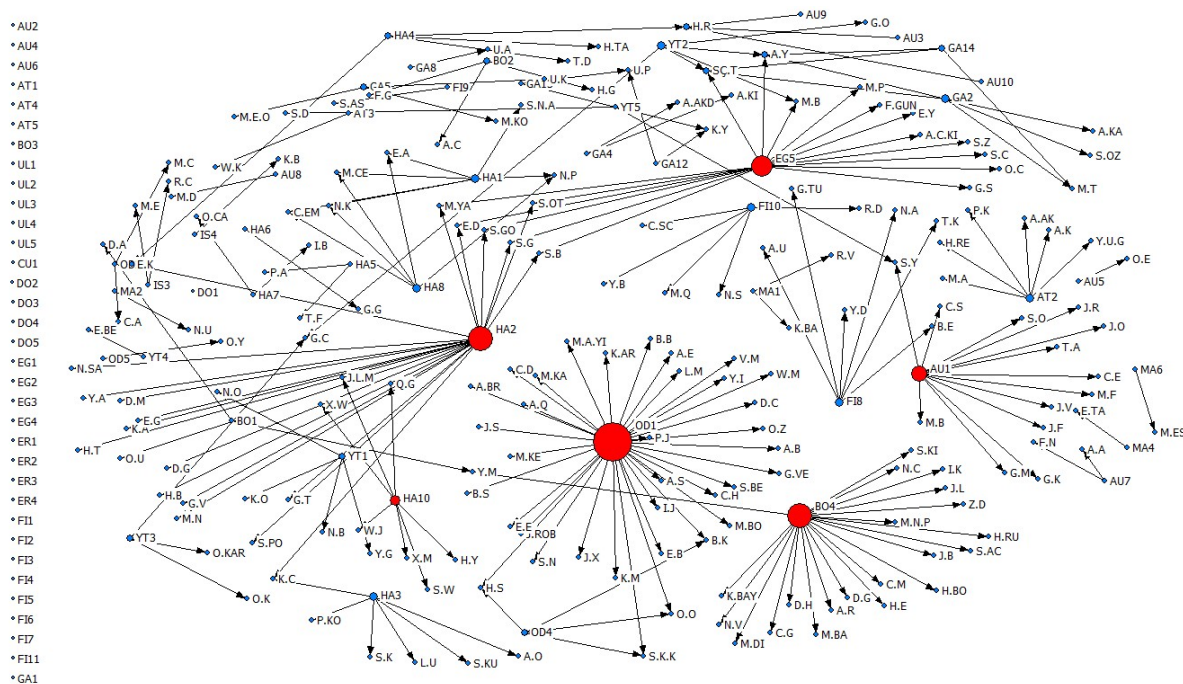 AU2
AU4
AU6
AT1
AT4
AT5
BO3
UL1
UL2
UL3
UL4
UL5
CU1
DO2
DO3
DO4
DO5
EG1
EG2
EG3
EG4
ER1
ER2
ER3
ER4
FI1
FI2
FI3
FI4
FI5
FI6
FI7
FI11
GA1
AU9
G.O
H.R
HA4
AU3
YT2
H.TA
GA14
U.A
A.Y
T.D
BO2
GA8
U.P
SÇ.T
U.K
AU10
GA5
FI9
H.G
M.P
F.G
A.KI
GA2
S.AS
A.AKD
M.B
S.N.A
YT5
F.GUN
S.D
AT3
E.Y
M.E.O
M.KO
K.Y
A.KA
A.C
A.C.KI
S.Z
E.A
GA4
S.C
S.OZ
K.B
M.C
GA12
EG5
W.K
O.C
M.CE
AU8
HA1
N.P
R.C
G.S
M.T
G.TU
M.D
M.E
N.K
M.YA
S.OT
FI10
R.D
N.A
P.K
C.EM
O.CA
T.K
A.AK
E.D
C.SC
HA6
S.GO
A.K
IS4
D.A
I.B
S.G
A.U
H.RE
Y.U.G
S.B
R.V
O.E
E.K
HA5
S.Y
P.A
M.A
AU5
IS3
Y.B
HA8
MA2
DO1
HA7
M.Q
N.S
MA1
AT2
G.G
Y.D
C.S
J.R
C.A
T.F
S.O
N.U
K.BA
B.E
J.O
E.BE
HA2
G.C
M.A.YI
B.B
O.Y
T.A
K.AR
A.E
YT4
OD5
V.M
N.SA
C.D
L.M
AU1
MA6
M.KA
Y.I
W.M
C.E
J.L.M
Q.G
A.BR
N.O
M.F
Y.A
D.M
X.W
A.Q
D.C
FI8
J.V
E.TA
E.G
BO1
M.B
K.A
J.S
OD1
O.Z
J.F
M.ES
P.J
F.N
MA4
H.T
A.B
S.KI
A.A
O.U
YT1
M.KE
D.G
Y.M
G.VE
N.C
I.K
G.M
G.K
AU7
A.S
S.BE
J.L
H.B
K.O
G.T
B.S
C.H
HA10
G.V
I.J
Z.D
BO4
M.N
M.BO
M.N.P
E.E
W.J
N.B
J.ROB
H.RU
YT3
S.PO
B.K
O.KAR
Y.G
X.M
H.Y
J.X
E.B
J.B
S.AC
S.N
K.C
K.M
C.M
S.W
H.S
H.BO
K.BAY
O.K
HA3
D.H
D.G
H.E
A.R
P.KO
O.O
N.V
OD4
C.G
M.BA
M.DI
S.K
L.U
S.KU
A.O
S.K.K